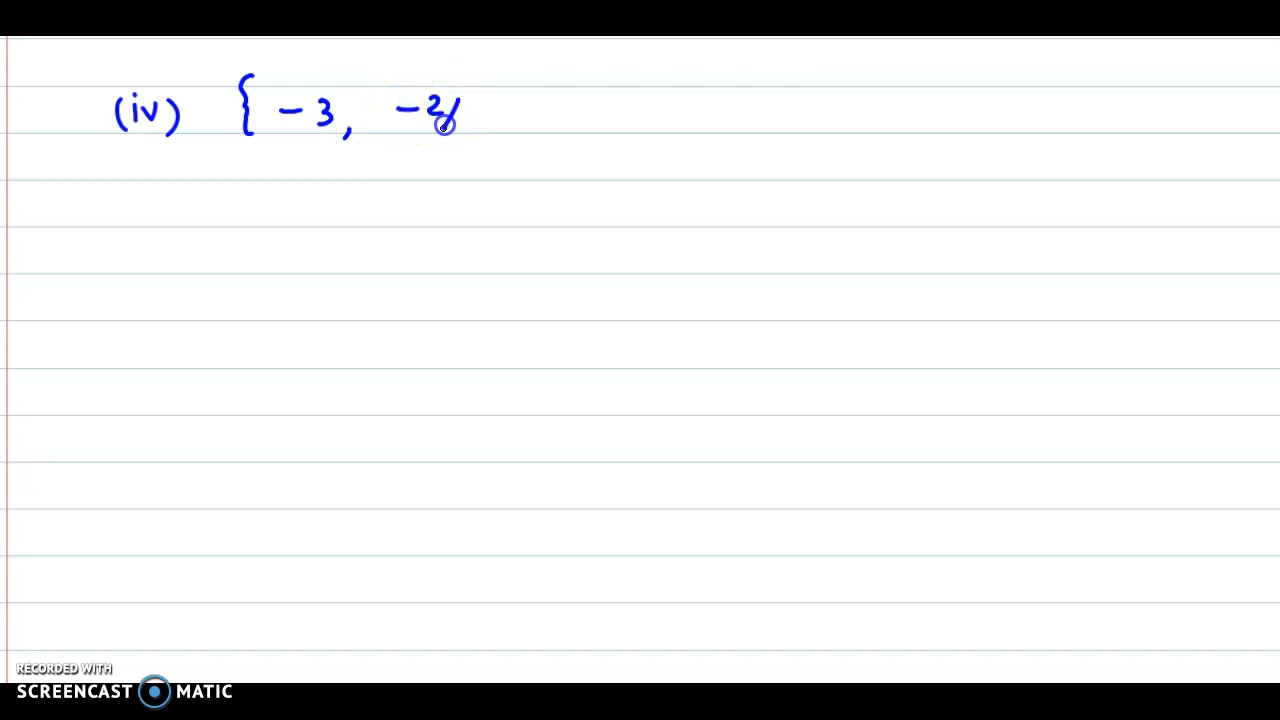 (iv) { -3, -2/
RECORDED WITH
SCREENCAST MATIC